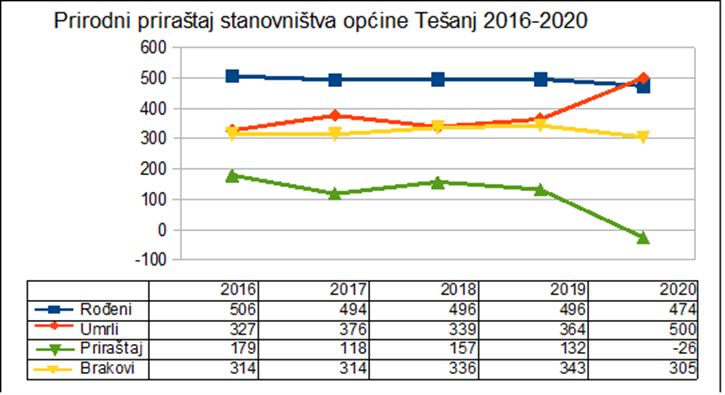 Prirodni priraštaj stanovništva općine Tešanj 2016-2020
600
500
400
300
200
100
0
-100
2016 2017 2018 2019 2020
Rođeni 506 494 496 496 474
Umrli 327 376 339 364 500
Priraštaj 179 118 157 132 -26
Brakovi 314 314 336 343 305